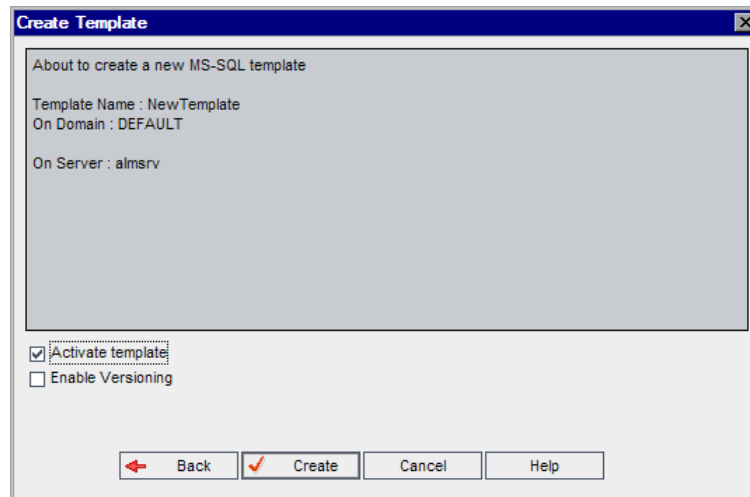 Create Template
About to create a new MS-SQL template
Template Name : NewTemplate
On Domain : DEFAULT
On Server : almsrv
Activate template
Enable Versioning
Back
Create
Cancel
Help